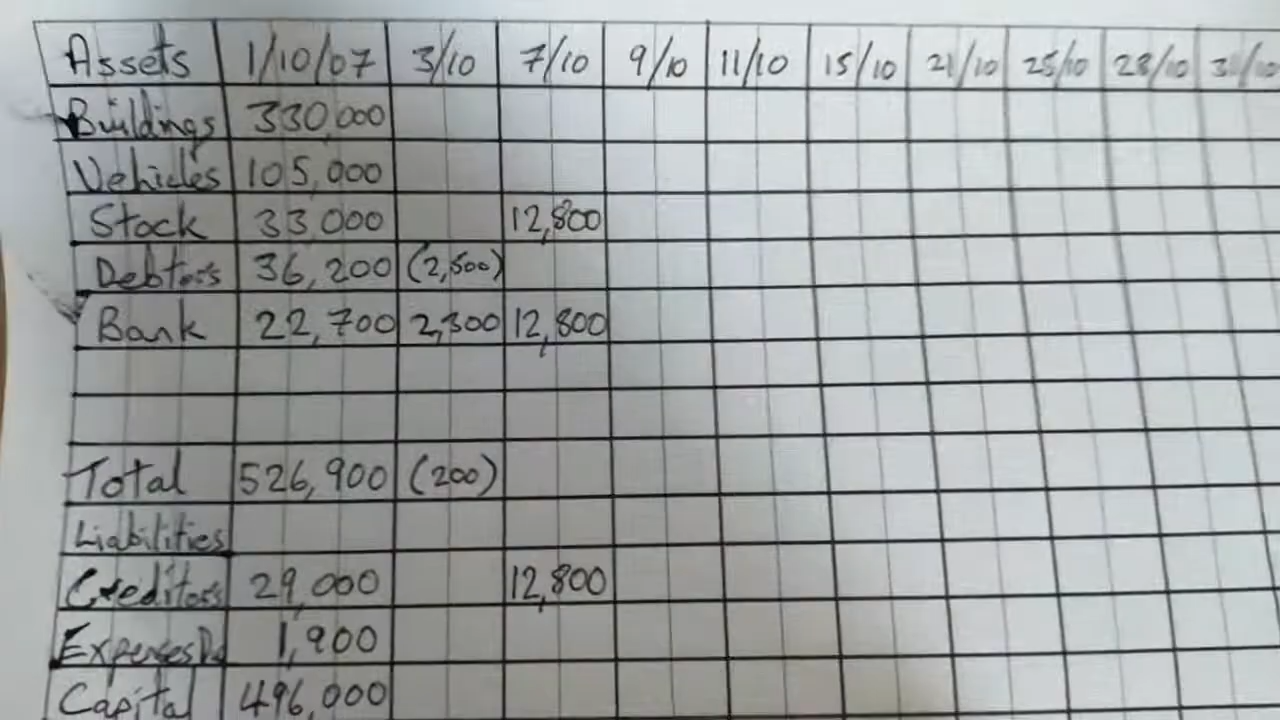 Assets 1/10/07 3/10 7/10 9/10 11/10 15/10 21/10 25/10 28/10
Buildings 330,000
Vehicles 105,000
Stock 33,000 12,800
Debtors 36,200 (2,500)
Bank 22,700 2,300 12,800
Total 526,900 (200)
Liabilities
Creditors 29,000 12,800
Expenses 1,900
Capital 496,000